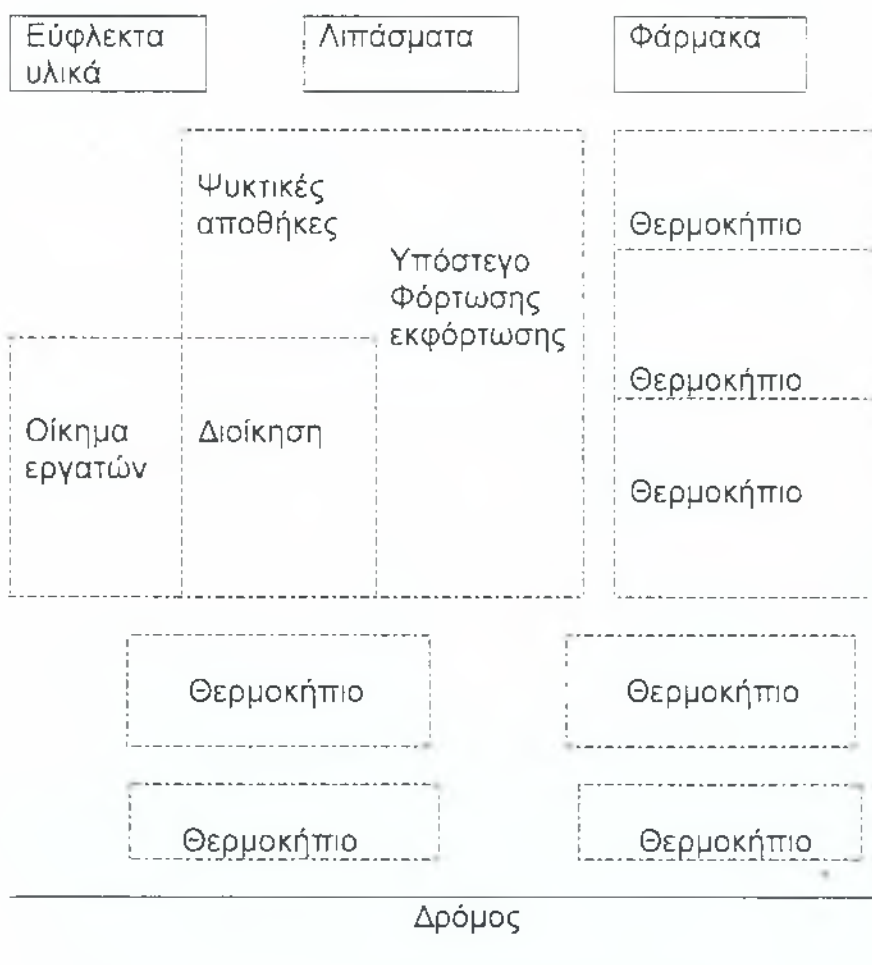 Εύφλεκτα
υλικά
Λιπάσματα
Φάρμακα
Ψυκτικές
αποθήκες
Υπόστεγο
Φόρτωσης
εκφόρτωσης
Θερμοκήπιο
Θερμοκήπιο
Θερμοκήπιο
Οίκημα
εργατών
Διοίκηση
Θερμοκήπιο
Θερμοκήπιο
Θερμοκήπιο
Θερμοκήπιο
Δρόμος